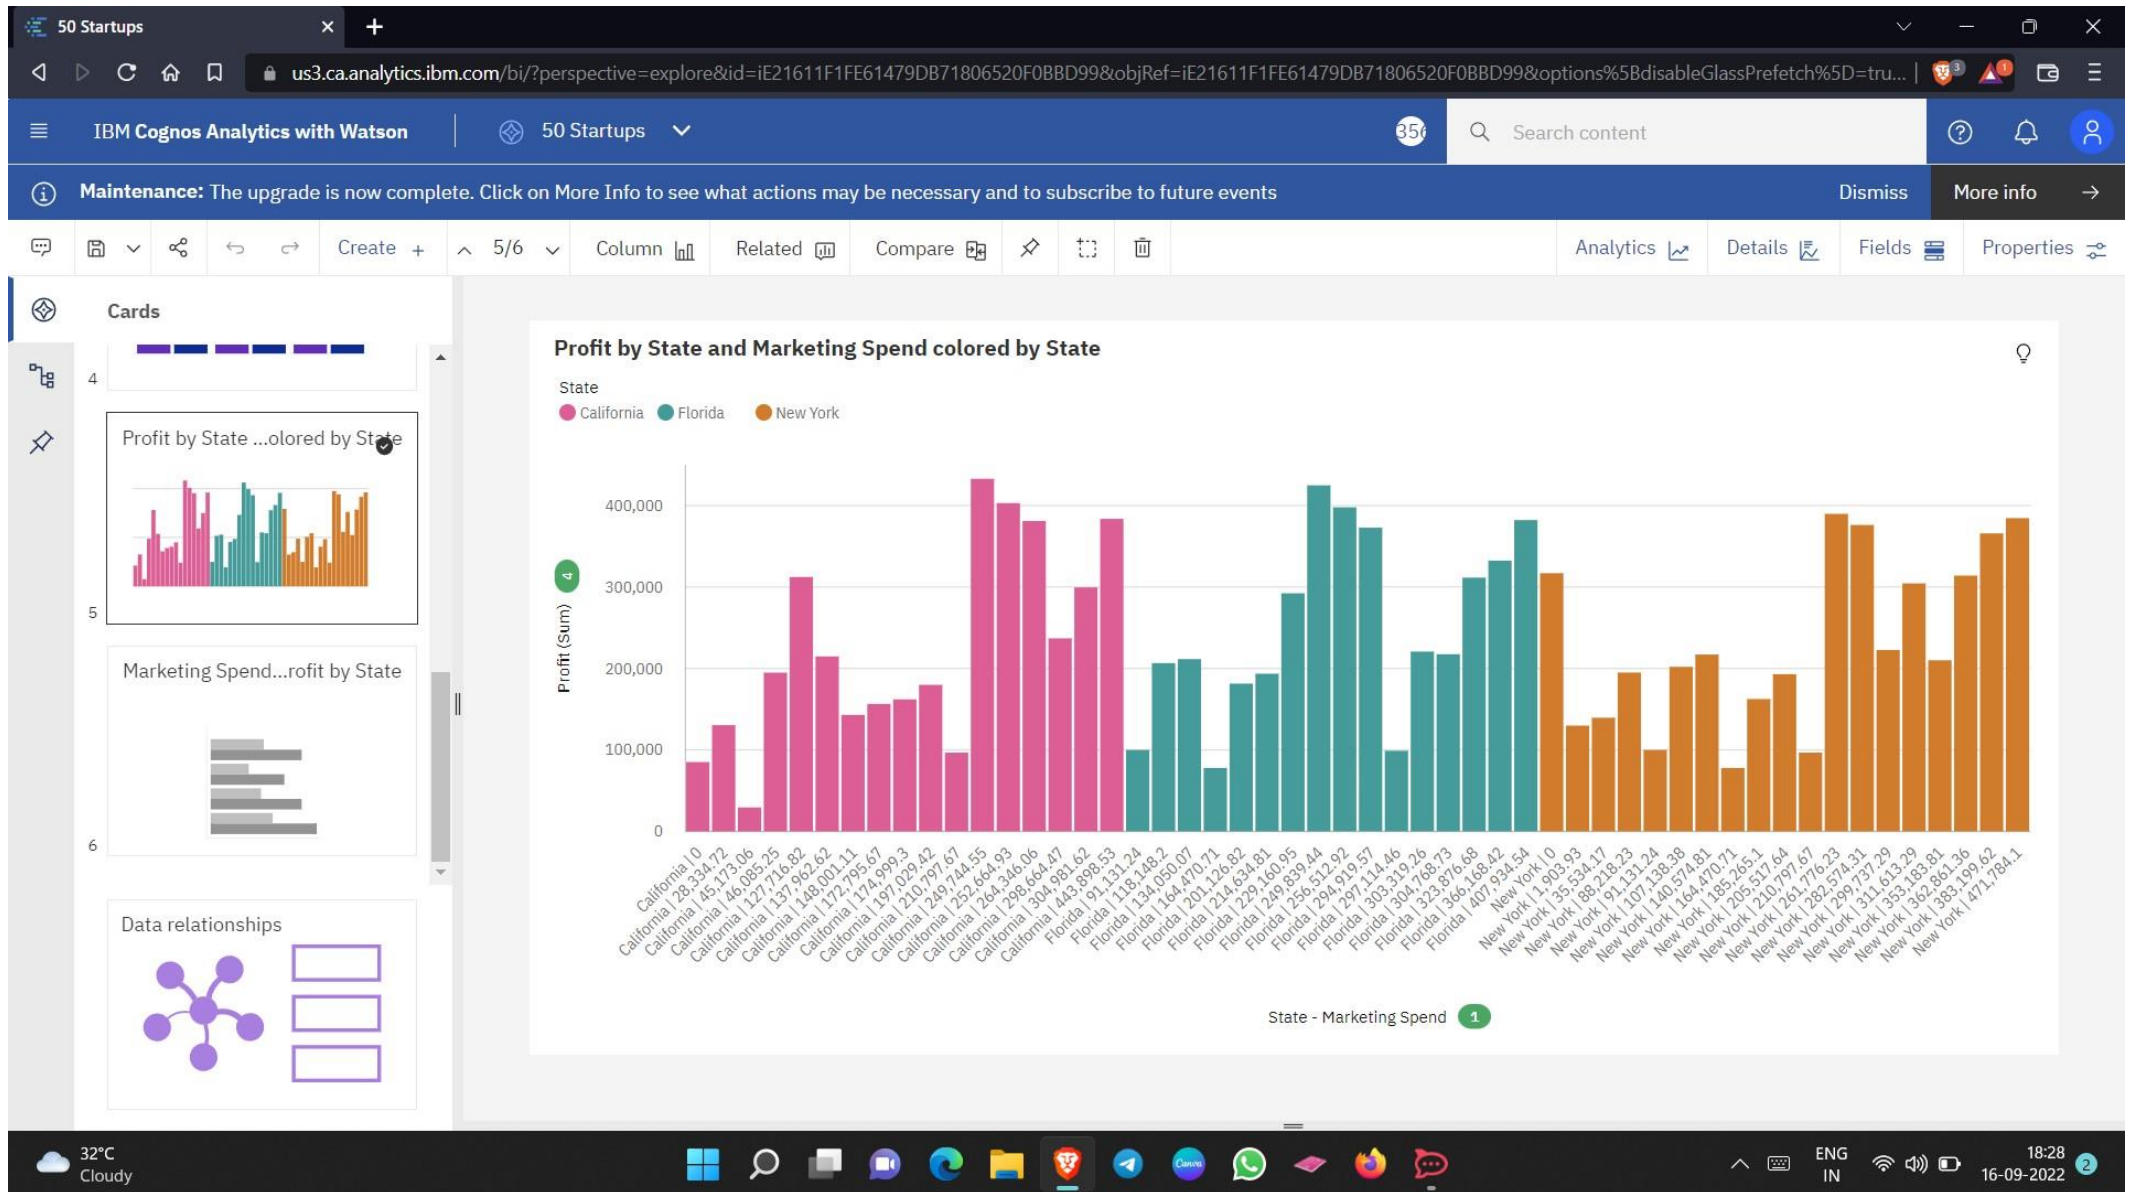 50 Startups
us3.ca.analytics.ibm.com/bi/?perspective=explore&id=iE21611F1FE61479DB71806520F0BBD99&objRef=iE21611F1FE61479DB71806520F0BBD99&options%5BdisableGlassPrefetch%5D=tru...
3
1
IBM Cognos Analytics with Watson
50 Startups
356
Search content
Maintenance: The upgrade is now complete. Click on More Info to see what actions may be necessary and to subscribe to future events
Dismiss
More info
Create
5/6
Column
Related
Compare
Analytics
Details
Fields
Properties
Cards
4
Profit by State ...olored by State
5
Marketing Spend...rofit by State
6
Data relationships
Profit by State and Marketing Spend colored by State
State
California Florida New York
Profit (Sum) 4
400,000
300,000
200,000
100,000
0
California | 0
California | 28,334.72
California | 45,173.06
California | 46,085.25
California | 127,716.82
California | 137,962.62
California | 148,001.11
California | 172,795.67
California | 174,999.3
California | 197,029.42
California | 210,797.67
California | 249,744.55
California | 252,664.93
California | 264,346.06
California | 298,664.47
California | 304,981.62
California | 443,898.53
Florida | 91,131.24
Florida | 118,148.2
Florida | 134,050.07
Florida | 164,470.71
Florida | 201,126.82
Florida | 214,634.81
Florida | 229,160.95
Florida | 249,839.44
Florida | 256,512.92
Florida | 294,919.57
Florida | 297,114.46
Florida | 303,319.26
Florida | 304,768.73
Florida | 323,876.68
Florida | 366,168.42
Florida | 407,934.54
New York | 0
New York | 1,903.93
New York | 35,534.17
New York | 88,218.23
New York | 91,131.24
New York | 107,138.38
New York | 140,574.81
New York | 164,470.71
New York | 185,265.1
New York | 205,517.64
New York | 210,797.67
New York | 261,776.23
New York | 282,574.31
New York | 299,737.29
New York | 311,613.29
New York | 353,183.81
New York | 362,861.36
New York | 383,199.62
New York | 471,784.1
State - Marketing Spend 1
32°C
Cloudy
Canva
ENG
IN
18:28
16-09-2022
2